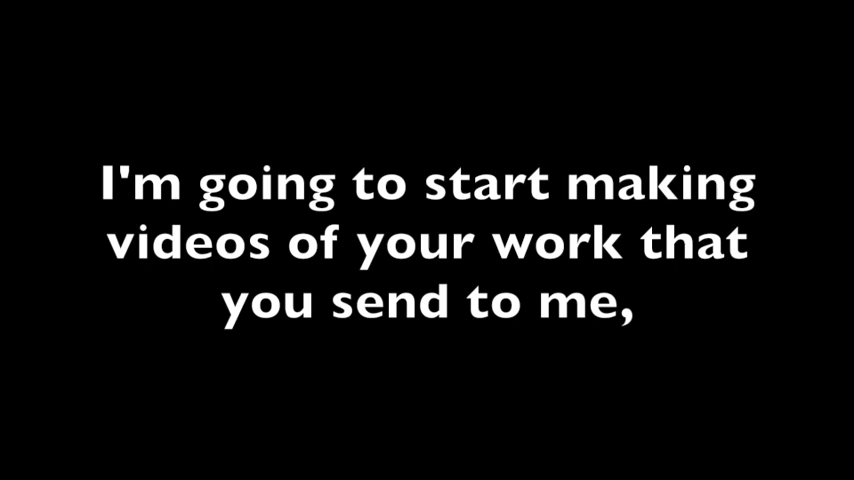 I'm going to start making
videos of your work that
you send to me,